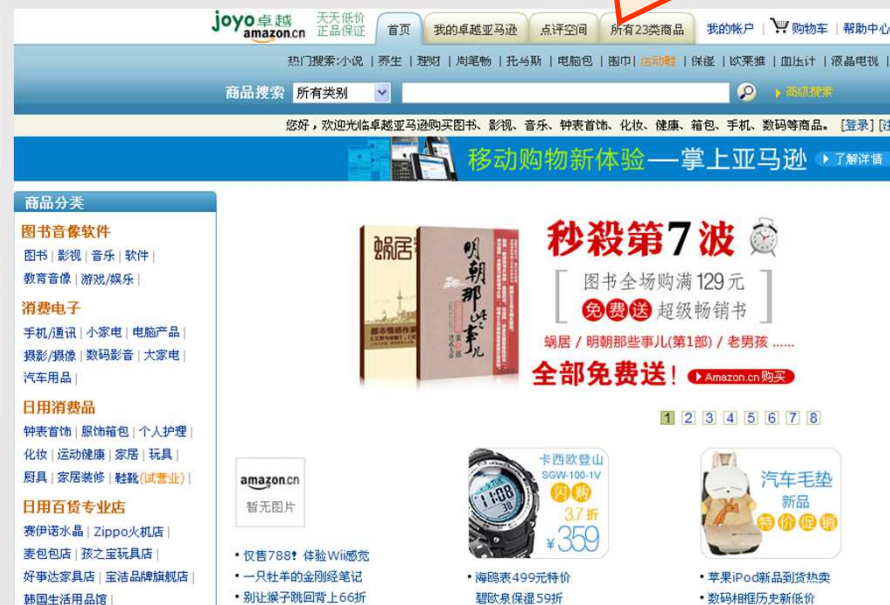 joyo 卓越 天天低价
amazon.cn 正品保证
首页 我的卓越亚马逊 点评空间 所有23类商品 我的帐户 | 购物车 | 帮助中心
热门搜索:小说 | 养生 | 理财 | 周笔畅 | 托马斯 | 电脑包 | 围巾 | 运动鞋 | 保湿 | 欧莱雅 | 血压计 | 液晶电视 |
商品搜索 所有类别 高级搜索
您好，欢迎光临卓越亚马逊购买图书、影视、音乐、钟表首饰、化妆、健康、箱包、手机、数码等商品。 [登录] [
移动购物新体验—掌上亚马逊 了解详情
商品分类
图书音像软件
图书 | 影视 | 音乐 | 软件 |
教育音像 | 游戏/娱乐 |
消费电子
手机/通讯 | 小家电 | 电脑产品 |
摄影/摄像 | 数码影音 | 大家电 |
汽车用品 |
日用消费品
钟表首饰 | 服饰箱包 | 个人护理 |
化妆 | 运动健康 | 家居 | 玩具 |
厨具 | 家居装修 | 鞋靴(试营业) |
日用百货专业店
赛伊诺水晶 | Zippo火机店 |
麦包包店 | 孩之宝玩具店 |
好事达家具店 | 宝洁品牌旗舰店 |
韩国生活用品馆 |
蜗居
明朝那些事儿
秒殺第7波
图书全场购满129元
免费送 超级畅销书
蜗居 / 明朝那些事儿(第1部) / 老男孩 ……
全部免费送! Amazon.cn购买
1 2 3 4 5 6 7 8
amazon.cn
暂无图片
• 仅售788! 体验Wii感觉
• 一只牡羊的金刚经笔记
• 别让猴子跳回背上66折
卡西欧登山
SGW-100-1V
闪购
3.7折
¥359
• 海鸥表499元特价
碧欧泉保湿59折
汽车毛垫
新品
特价促销
• 苹果iPod新品到货热卖
• 数码相框历史新低价